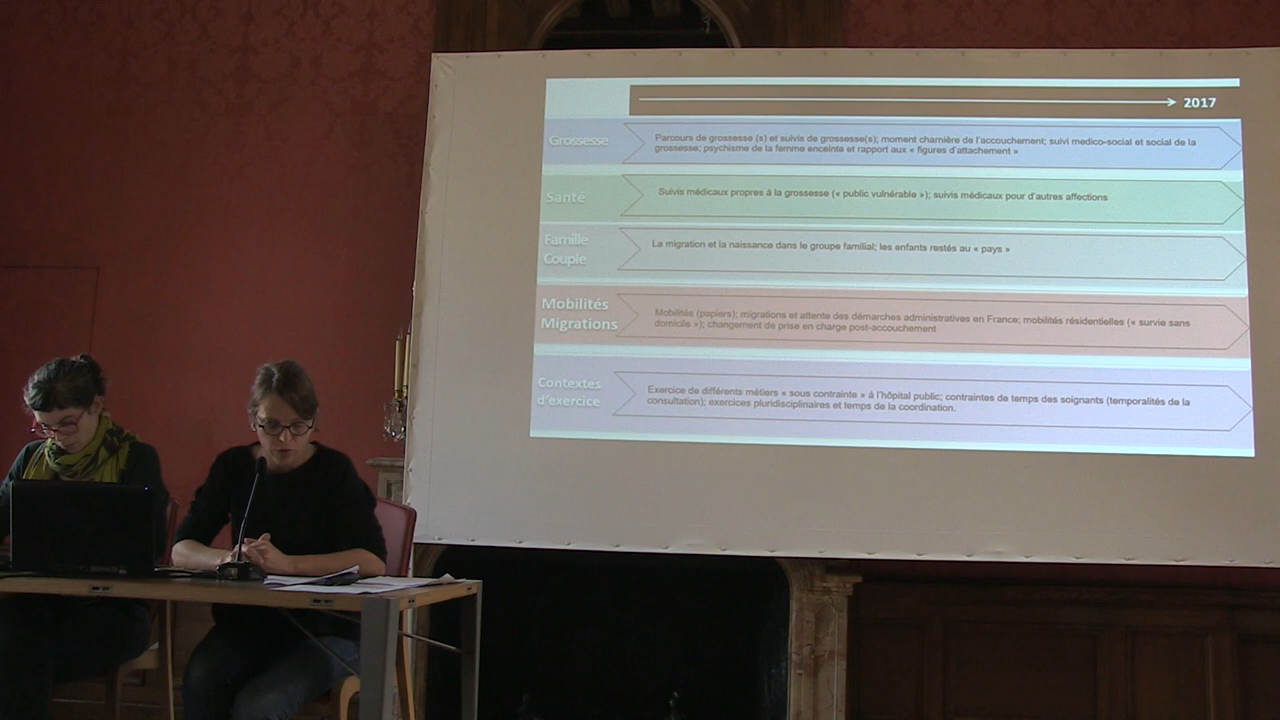 2017
Grossesse
Parcours de grossesse (s) et suivis de grossesse(s); moment charnière de l'accouchement; suivi medico-social et social de la
grossesse; psychisme de la femme enceinte et rapport aux « figures d'attachement »
Santé
Suivis médicaux propres à la grossesse (« public vulnérable »); suivis médicaux pour d'autres affections
Famille
Couple
La migration et la naissance dans le groupe familial; les enfants restés au « pays »
Mobilités
Migrations
Mobilités (papiers); migrations et attente des démarches administratives en France; mobilités résidentielles (« survie sans
domicile »); changement de prise en charge post-accouchement
Contextes
d'exercice
Exercice de différents métiers « sous contrainte » à l'hôpital public; contraintes de temps des soignants (temporalités de la
consultation); exercices pluridisciplinaires et temps de la coordination.